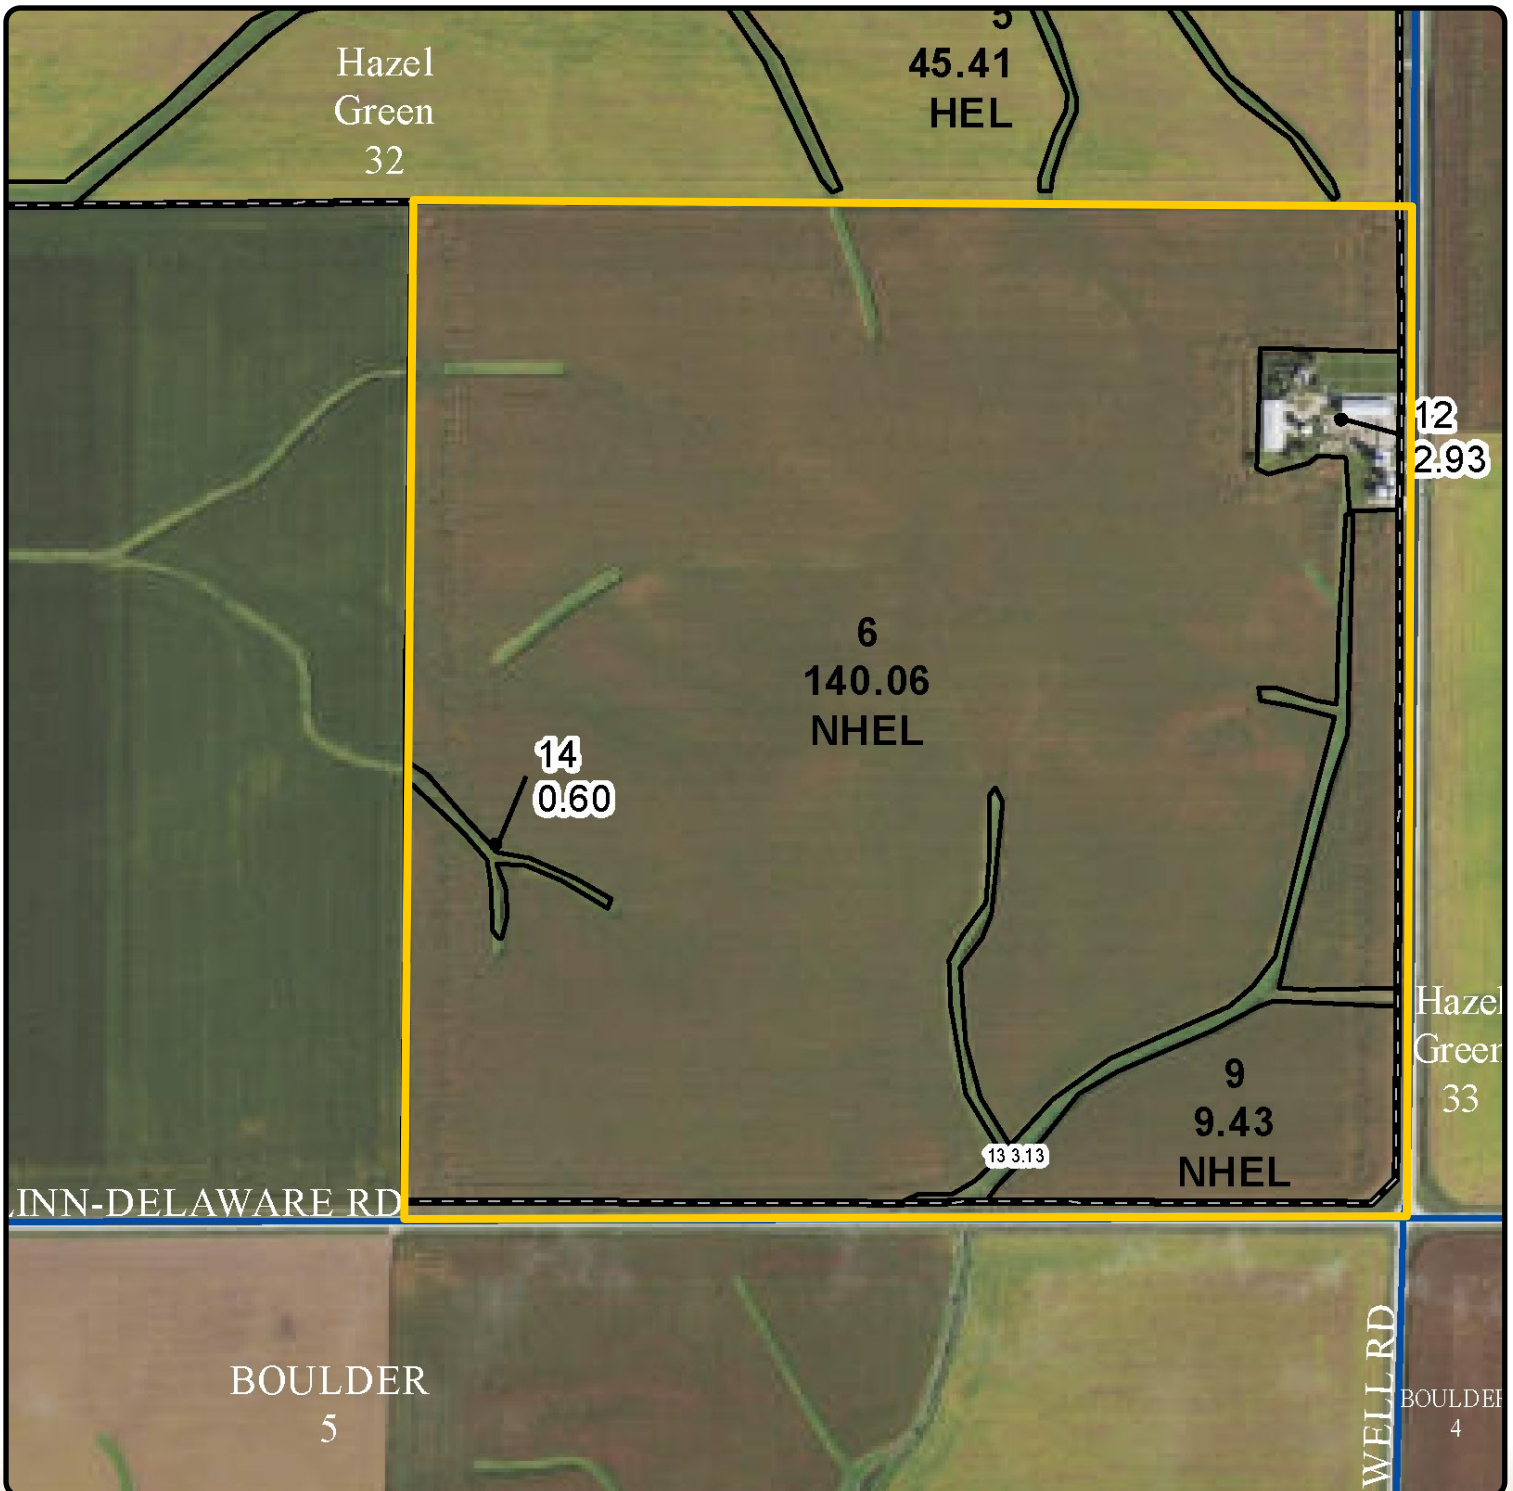 Hazel
Green
32
5
45.41
HEL
12
2.93
6
140.06
NHEL
14
0.60
Hazel
Green
33
9
9.43
NHEL
13 3.13
LINN-DELAWARE RD
BOULDER
5
WELL RD
BOULDER
4